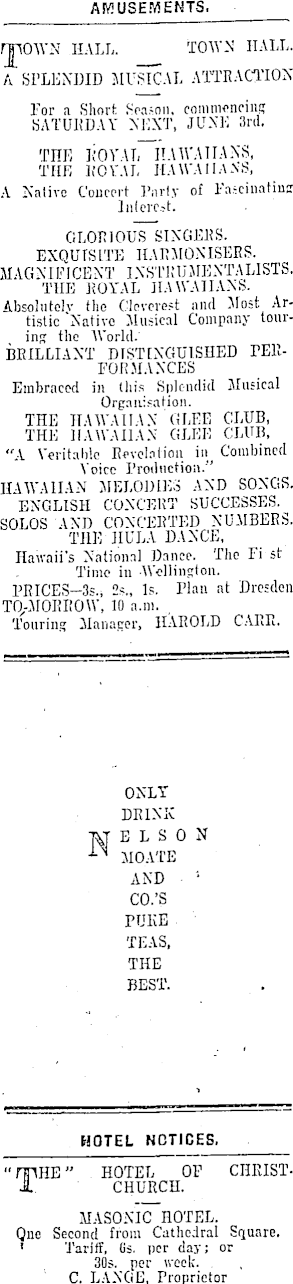 AMUSEMENTS.
TOWN HALL. TOWN HALL.
A SPLENDID MUSICAL ATTRACTION
For a Short Season, commencing
SATURDAY NEXT, JUNE 3rd.
THE ROYAL HAWAIIANS,
THE ROYAL HAWAIIANS,
A Native Concert Party of Fascinating
Interest.
GLORIOUS SINGERS.
EXQUISITE HARMONISERS.
MAGNIFICENT INSTRUMENTALISTS.
THE ROYAL HAWAIIANS.
Absolutely the Cleverest and Most Ar-
tistic Native Musical Company tour-
ing the World.
BRILLIANT DISTINGUISHED PER-
FORMANCES
Embraced in this Splendid Musical
Organisation.
THE HAWAIIAN GLEE CLUB,
THE HAWAIIAN GLEE CLUB,
"A Veritable Revelation in Combined
Voice Production."
HAWAIIAN MELODIES AND SONGS.
ENGLISH CONCERT SUCCESSES.
SOLOS AND CONCERTED NUMBERS.
THE HULA DANCE,
Hawaii's National Dance. The Fi st
Time in Wellington.
PRICES—3s., 2s., 1s. Plan at Dresden
TO-MORROW, 10 a.m.
Touring Manager, HAROLD CARR.
ONLY
DRINK
NELSON
MOATE
AND
CO.'S
PURE
TEAS,
THE
BEST.
HOTEL NOTICES.
"THE" HOTEL OF CHRIST-
CHURCH.
MASONIC HOTEL.
One Second from Cathedral Square.
Tariff, 6s. per day; or
30s. per week.
C. LANGE, Proprietor